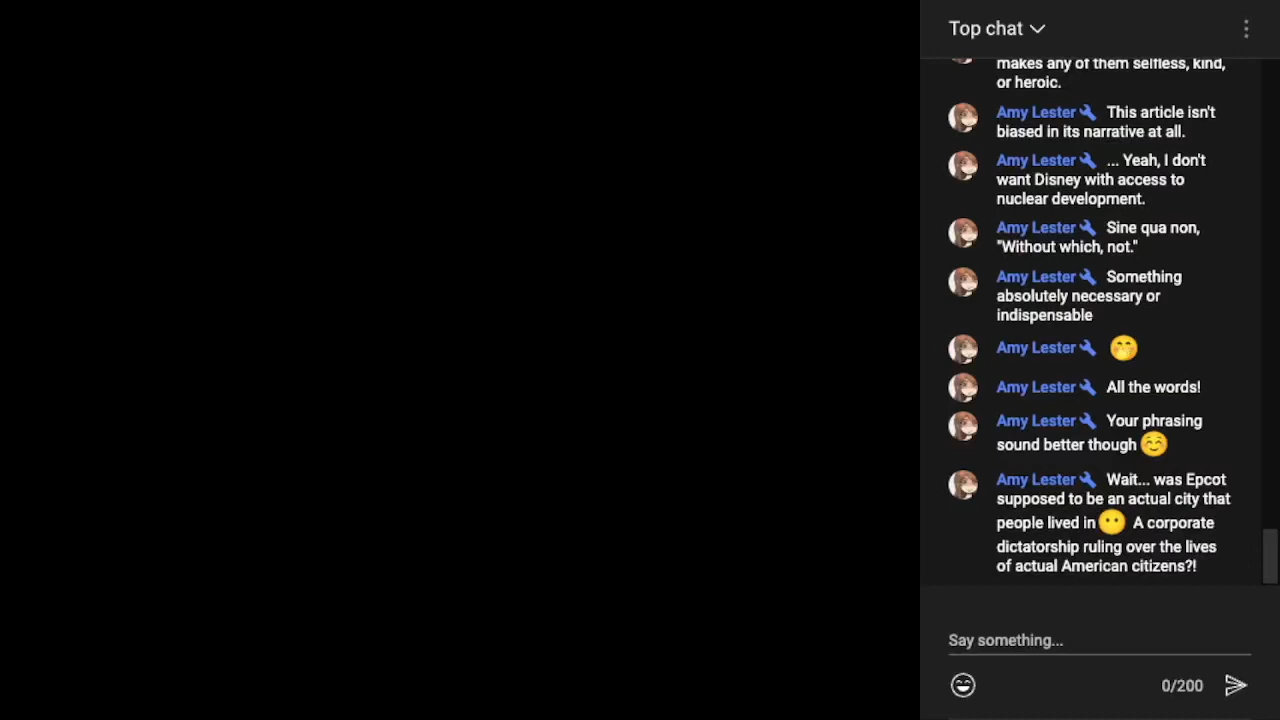 Top chat
makes any of them selfless, kind,
or heroic.
Amy Lester This article isn't
biased in its narrative at all.
Amy Lester ... Yeah, I don't
want Disney with access to
nuclear development.
Amy Lester Sine qua non,
"Without which, not."
Amy Lester Something
absolutely necessary or
indispensable
Amy Lester
Amy Lester All the words!
Amy Lester Your phrasing
sound better though
Amy Lester Wait... was Epcot
supposed to be an actual city that
people lived in A corporate
dictatorship ruling over the lives
of actual American citizens?!
Say something...
0/200